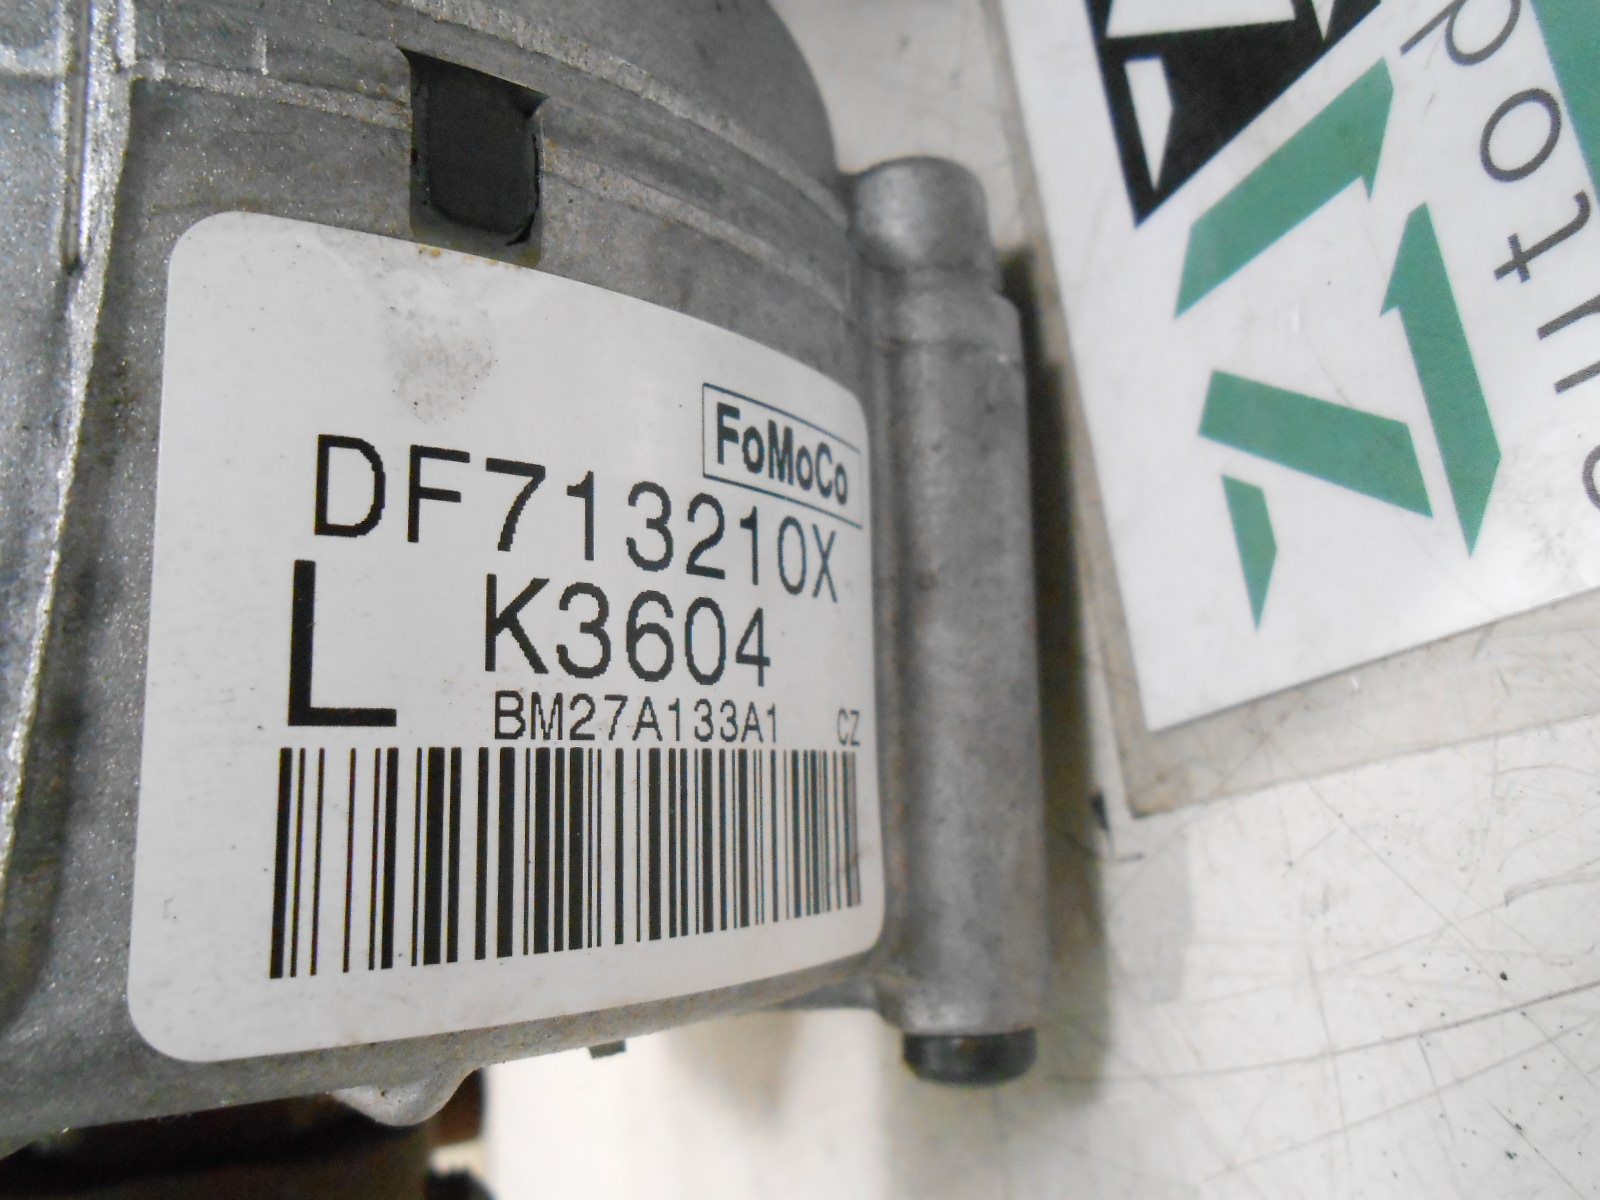 FoMoCo
DF713210X
L K3604
BM27A133A1 CZ